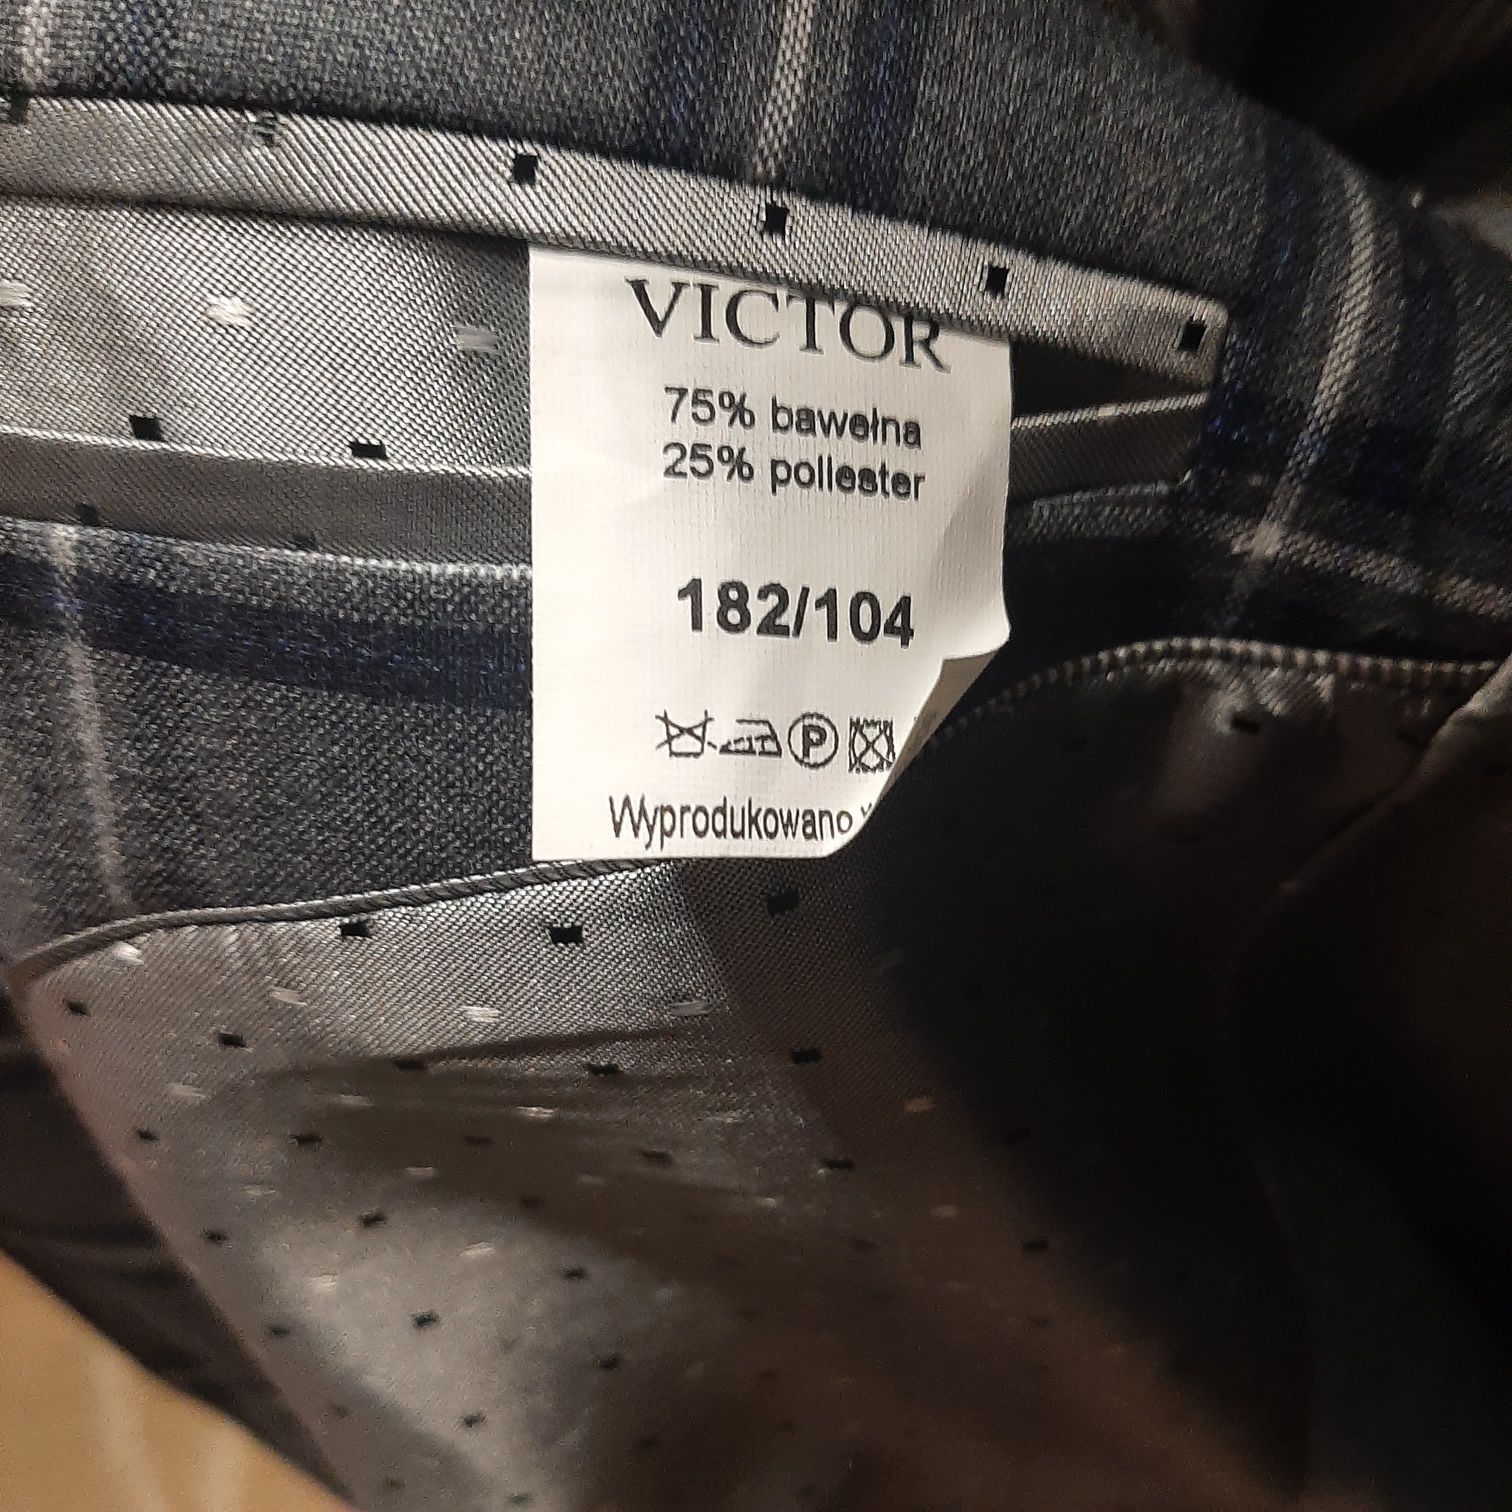 VICTOR
75% bawełna
25% poliester
182/104
P
Wyprodukowano